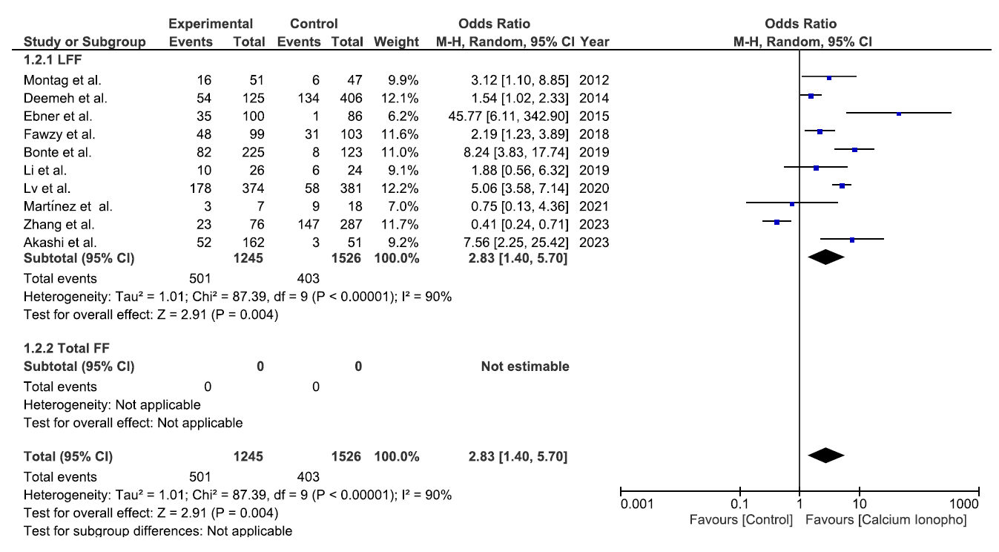 Experimental Control Odds Ratio Odds Ratio
Study or Subgroup Events Total Events Total Weight M-H, Random, 95% CI Year M-H, Random, 95% CI
1.2.1 LFF
Montag et al. 16 51 6 47 9.9% 3.12 [1.10, 8.85] 2012
Deemeh et al. 54 125 134 406 12.1% 1.54 [1.02, 2.33] 2014
Ebner et al. 35 100 1 86 6.2% 45.77 [6.11, 342.90] 2015
Fawzy et al. 48 99 31 103 11.6% 2.19 [1.23, 3.89] 2018
Bonte et al. 82 225 8 123 11.0% 8.24 [3.83, 17.74] 2019
Li et al. 10 26 6 24 9.1% 1.88 [0.56, 6.32] 2019
Lv et al. 178 374 58 381 12.2% 5.06 [3.58, 7.14] 2020
Martínez et al. 3 7 9 18 7.0% 0.75 [0.13, 4.36] 2021
Zhang et al. 23 76 147 287 11.7% 0.41 [0.24, 0.71] 2023
Akashi et al. 52 162 3 51 9.2% 7.56 [2.25, 25.42] 2023
Subtotal (95% CI) 1245 1526 100.0% 2.83 [1.40, 5.70]
Total events 501 403
Heterogeneity: Tau² = 1.01; Chi² = 87.39, df = 9 (P < 0.00001); I² = 90%
Test for overall effect: Z = 2.91 (P = 0.004)
1.2.2 Total FF
Subtotal (95% CI) 0 0 Not estimable
Total events 0 0
Heterogeneity: Not applicable
Test for overall effect: Not applicable
Total (95% CI) 1245 1526 100.0% 2.83 [1.40, 5.70]
Total events 501 403
Heterogeneity: Tau² = 1.01; Chi² = 87.39, df = 9 (P < 0.00001); I² = 90%
Test for overall effect: Z = 2.91 (P = 0.004)
Test for subgroup differences: Not applicable
0.001 0.1 1 10 1000
Favours [Control] Favours [Calcium Ionopho]